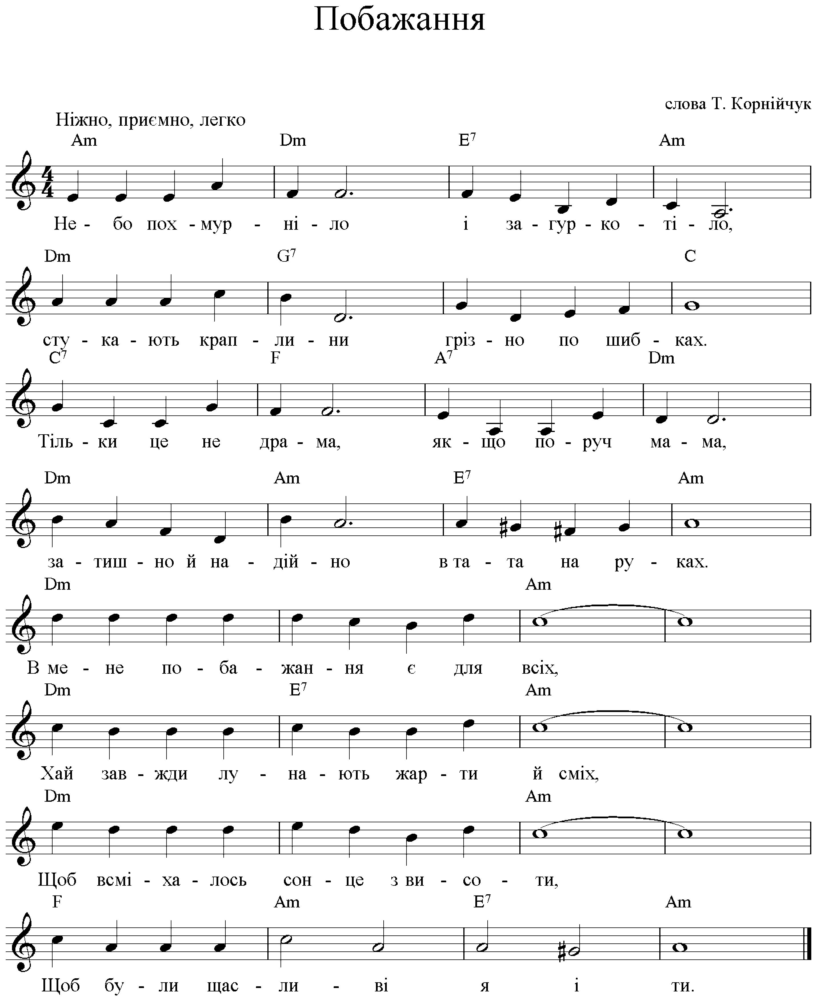 Побажання
слова Т. Корнійчук
Ніжно, приємно, легко
Am Dm E7 Am
4
4
Не - бо пох - мур - ні - ло і за - гур - ко - ті - ло,
Dm G7 C
сту - ка - ють крап - ли - ни гріз - но по шиб - ках.
C7 F A7 Dm
Тіль - ки це не дра - ма, як - що по - руч ма - ма,
Dm Am E7 Am
за - тиш - но й на - дій - но в та - та на ру - ках.
Dm Am
В ме - не по - ба - жан - ня є для всіх,
Dm E7 Am
Хай зав - жди лу - на - ють жар - ти й сміх,
Dm Am
Щоб всмі - ха - лось сон - це з ви - со - ти,
F Am E7 Am
Щоб бу - ли щас - ли - ві я і ти.